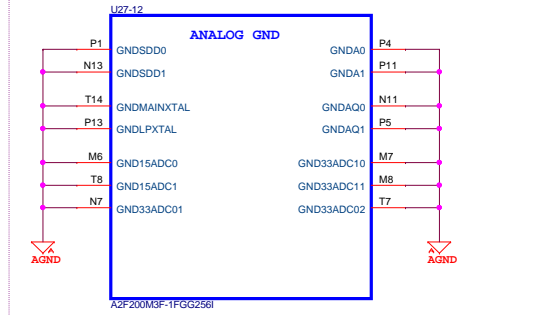 U27-12
ANALOG GND
P1 GNDSDD0 GNDA0 P4
N13 GNDSDD1 GNDA1 P11
T14 GNDMAINXTAL GNDAQ0 N11
P13 GNDLPXTAL GNDAQ1 P5
M6 GND15ADC0 GND33ADC10 M7
T8 GND15ADC1 GND33ADC11 M8
N7 GND33ADC01 GND33ADC02 T7
AGND AGND
A2F200M3F-1FGG256I